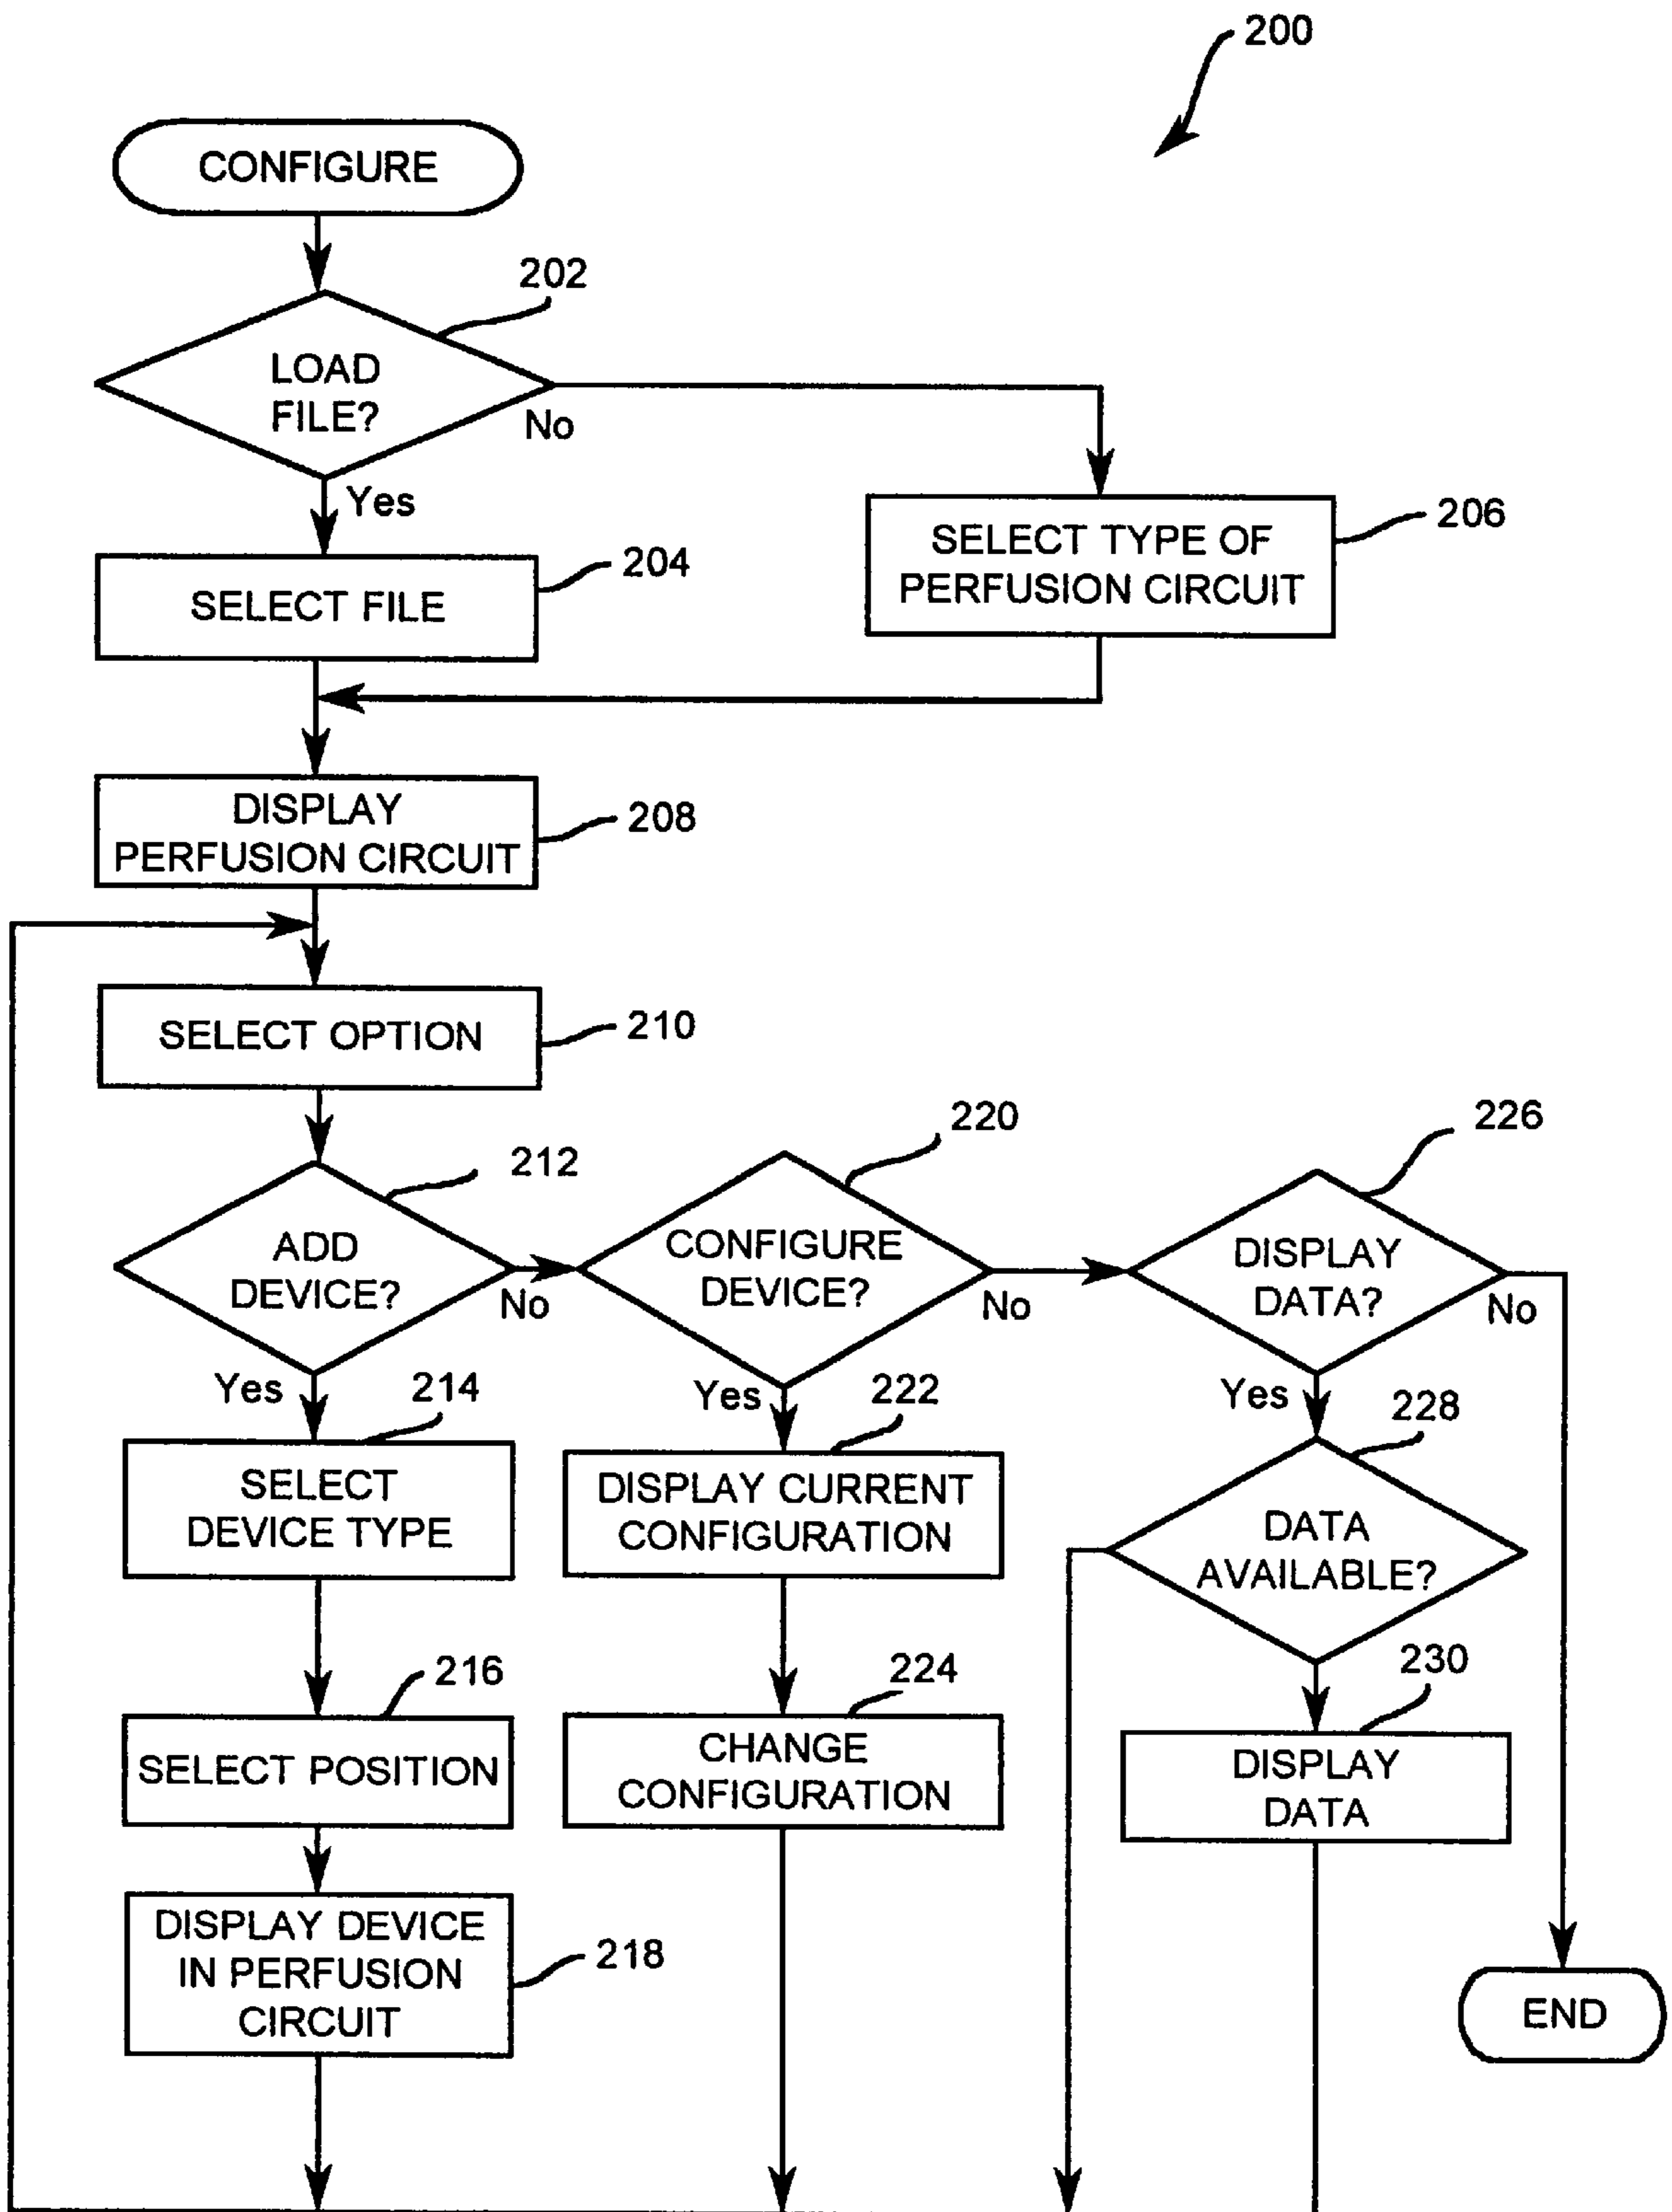 200
CONFIGURE
202
LOAD
FILE?
No
Yes
204
SELECT FILE
206
SELECT TYPE OF
PERFUSION CIRCUIT
DISPLAY
PERFUSION CIRCUIT
208
SELECT OPTION
210
212
ADD
DEVICE?
No
Yes
220
CONFIGURE
DEVICE?
No
Yes
226
DISPLAY
DATA?
No
Yes
214
SELECT
DEVICE TYPE
222
DISPLAY CURRENT
CONFIGURATION
228
DATA
AVAILABLE?
216
SELECT POSITION
224
CHANGE
CONFIGURATION
230
DISPLAY
DATA
DISPLAY DEVICE
IN PERFUSION
CIRCUIT
218
END